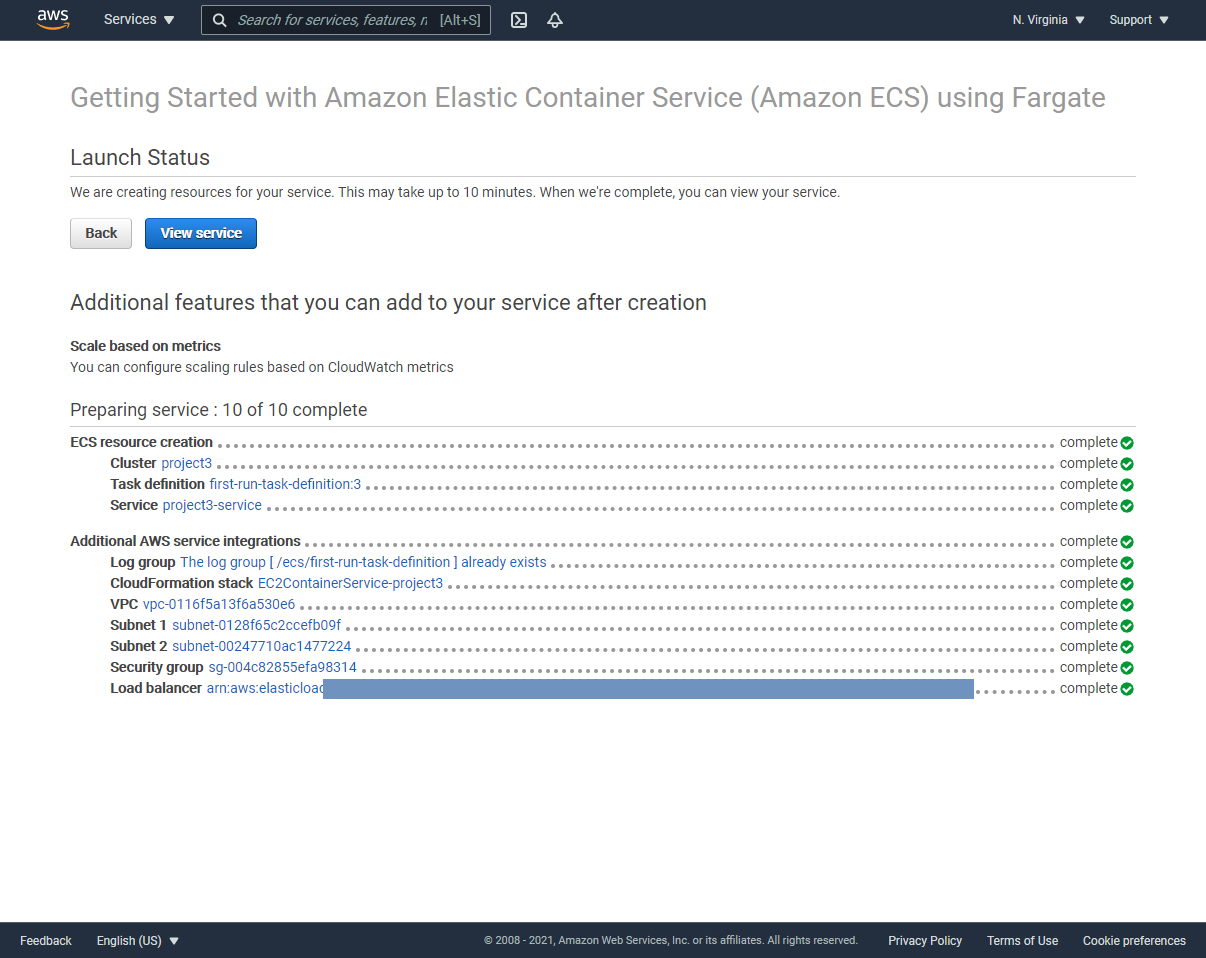 aws Services Search for services, features, n [Alt+S] N. Virginia Support
Getting Started with Amazon Elastic Container Service (Amazon ECS) using Fargate
Launch Status
We are creating resources for your service. This may take up to 10 minutes. When we're complete, you can view your service.
Back View service
Additional features that you can add to your service after creation
Scale based on metrics
You can configure scaling rules based on CloudWatch metrics
Preparing service : 10 of 10 complete
ECS resource creation complete
Cluster project3 complete
Task definition first-run-task-definition:3 complete
Service project3-service complete
Additional AWS service integrations complete
Log group The log group [ /ecs/first-run-task-definition ] already exists complete
CloudFormation stack EC2ContainerService-project3 complete
VPC vpc-0116f5a13f6a530e6 complete
Subnet 1 subnet-0128f65c2ccefb09f complete
Subnet 2 subnet-00247710ac1477224 complete
Security group sg-004c82855efa98314 complete
Load balancer arn:aws:elasticload complete
Feedback English (US) © 2008 - 2021, Amazon Web Services, Inc. or its affiliates. All rights reserved. Privacy Policy Terms of Use Cookie preferences